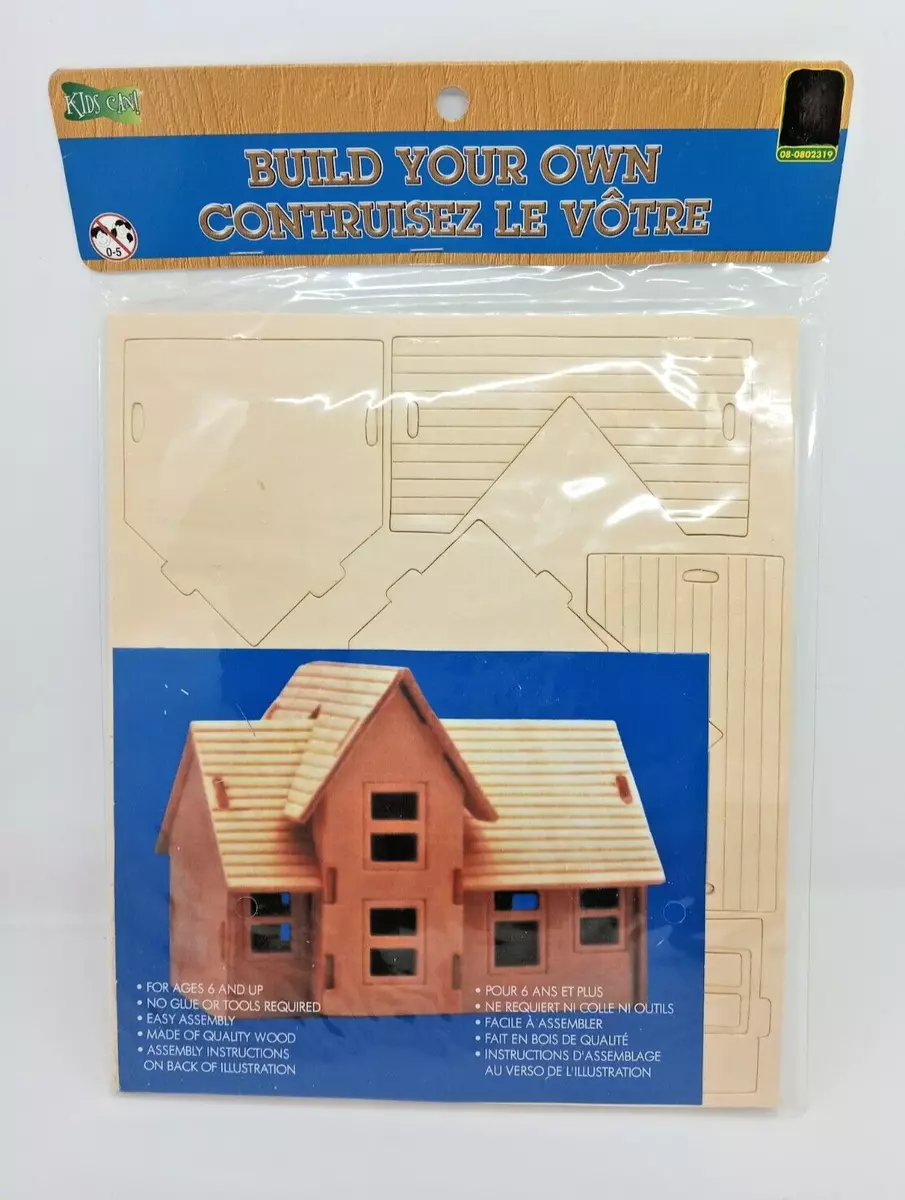 KIDS CAN!
08-0802319
BUILD YOUR OWN
CONTRUISEZ LE VÔTRE
0-5
• FOR AGES 6 AND UP
• NO GLUE OR TOOLS REQUIRED
• EASY ASSEMBLY
• MADE OF QUALITY WOOD
• ASSEMBLY INSTRUCTIONS
ON BACK OF ILLUSTRATION
• POUR 6 ANS ET PLUS
• NE REQUIERT NI COLLE NI OUTILS
• FACILE À ASSEMBLER
• FAIT EN BOIS DE QUALITÉ
• INSTRUCTIONS D'ASSEMBLAGE
AU VERSO DE L'ILLUSTRATION